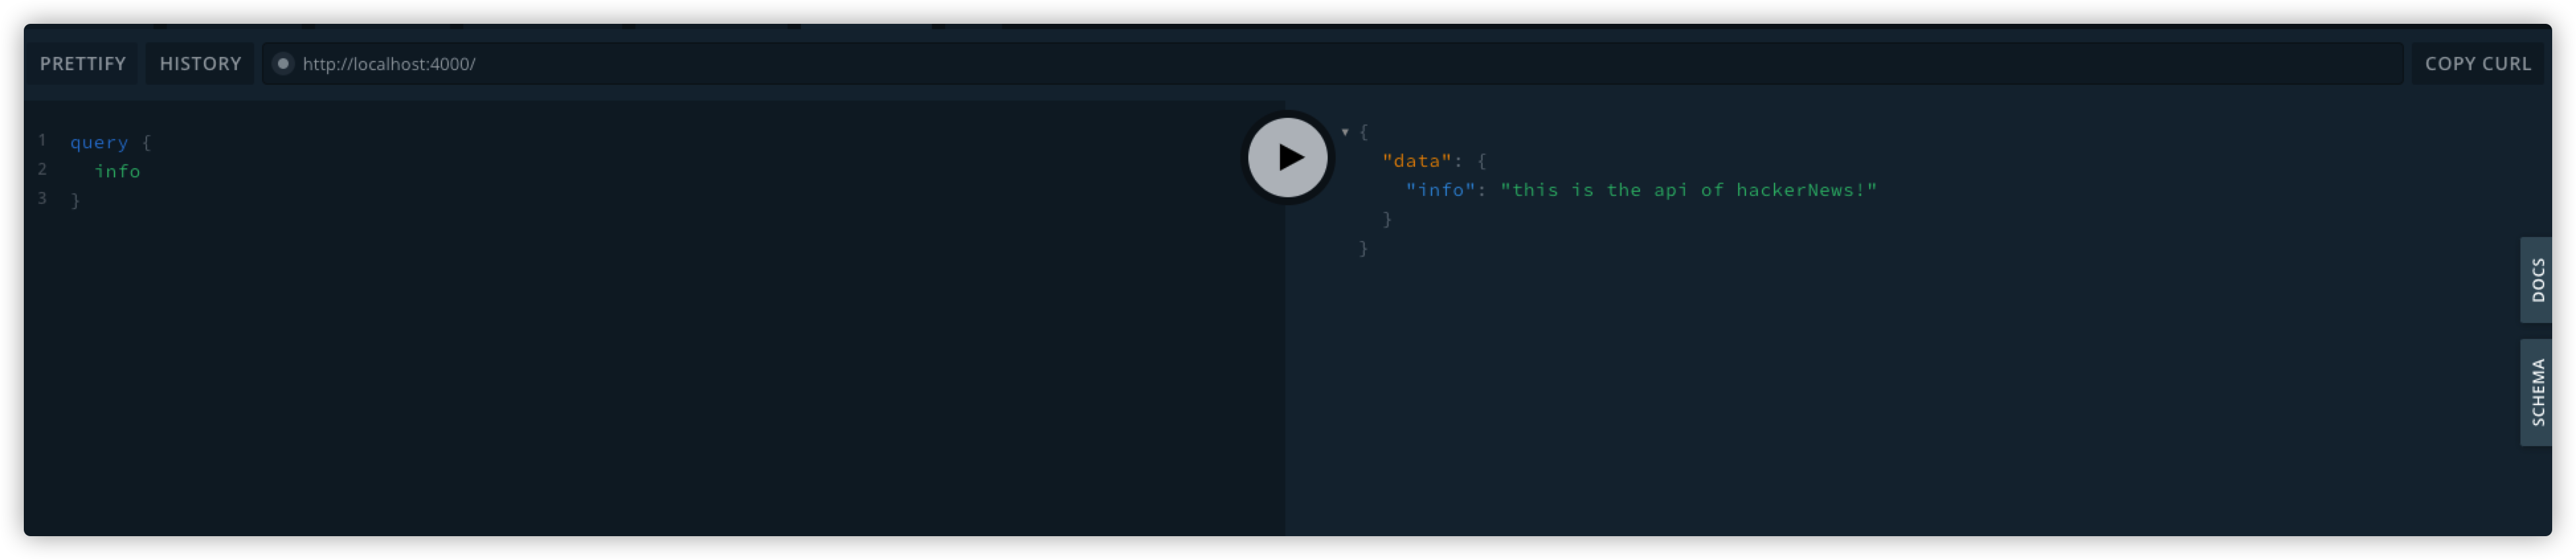 PRETTIFY HISTORY http://localhost:4000/ COPY CURL
1 query {
2 info
3 }
{
"data": {
"info": "this is the api of hackerNews!"
}
}
DOCS
SCHEMA